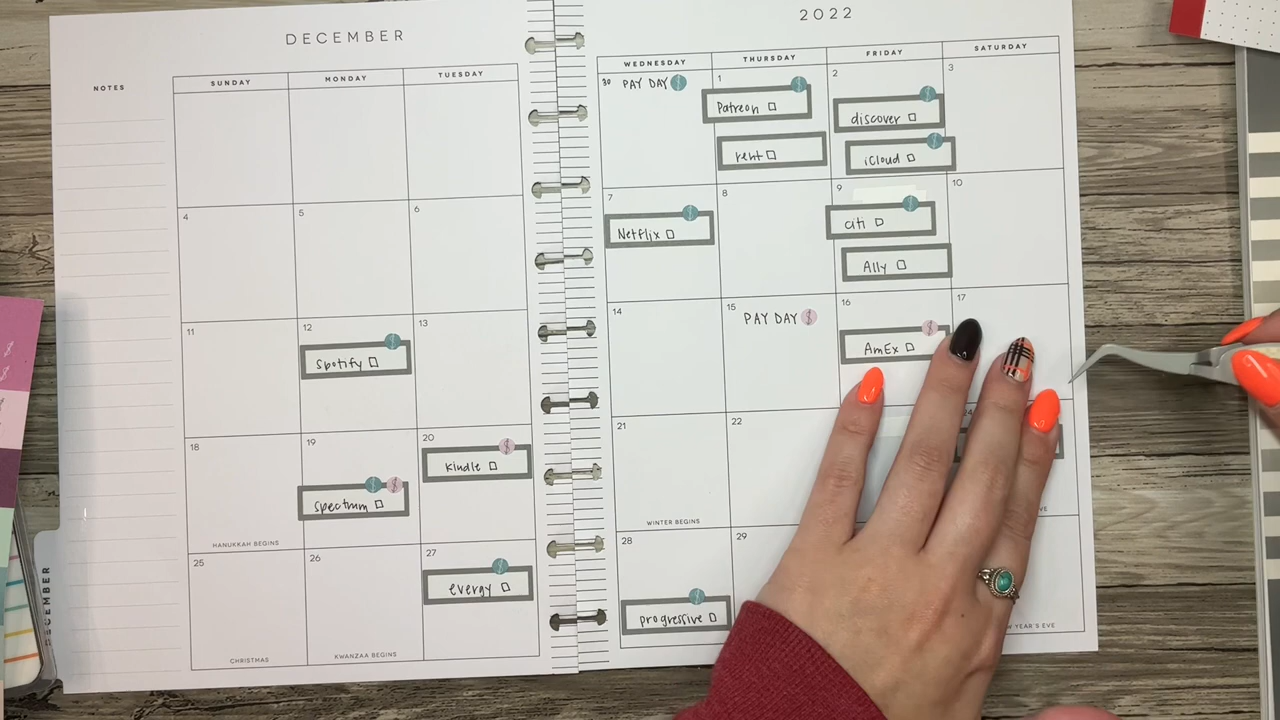 DECEMBER
2022
NOTES
SUNDAY
MONDAY
TUESDAY
WEDNESDAY
THURSDAY
FRIDAY
SATURDAY
30 PAY DAY
1
Patreon
rent
2
discover
iCloud
3
4
5
6
7
Netflix
8
9
citi
Ally
10
11
12
Spotify
13
14
15
PAY DAY
16
AmEx
17
18
HANUKKAH BEGINS
19
spectrum
20
Kindle
21
WINTER BEGINS
22
24
25
CHRISTMAS
26
KWANZAA BEGINS
27
evergy
28
progressive
29
YEAR'S EVE
DECEMBER